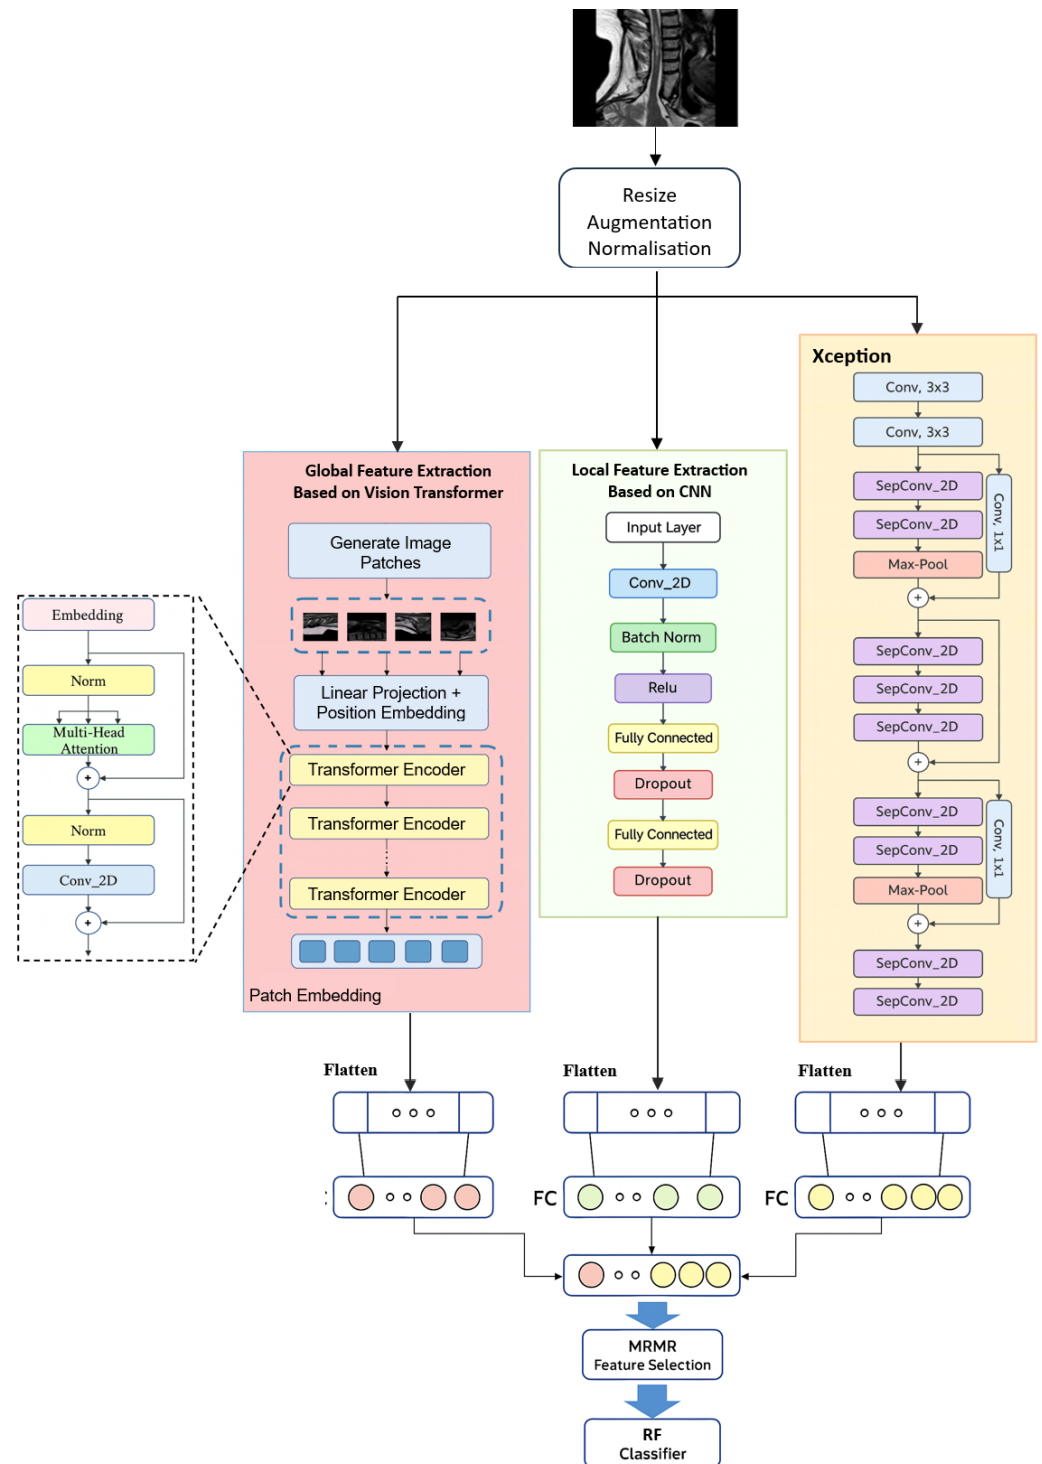 Resize
Augmentation
Normalisation
Global Feature Extraction
Based on Vision Transformer
Generate Image
Patches
Linear Projection +
Position Embedding
Transformer Encoder
Transformer Encoder
Transformer Encoder
Patch Embedding
Embedding
Norm
Multi-Head
Attention
+
Norm
Conv_2D
+
Local Feature Extraction
Based on CNN
Input Layer
Conv_2D
Batch Norm
Relu
Fully Connected
Dropout
Fully Connected
Dropout
Xception
Conv, 3x3
Conv, 3x3
SepConv_2D
SepConv_2D
Max-Pool
Conv, 1x1
+
SepConv_2D
SepConv_2D
SepConv_2D
+
SepConv_2D
SepConv_2D
Max-Pool
Conv, 1x1
+
SepConv_2D
SepConv_2D
Flatten
Flatten
Flatten
FC
FC
MRMR
Feature Selection
RF
Classifier